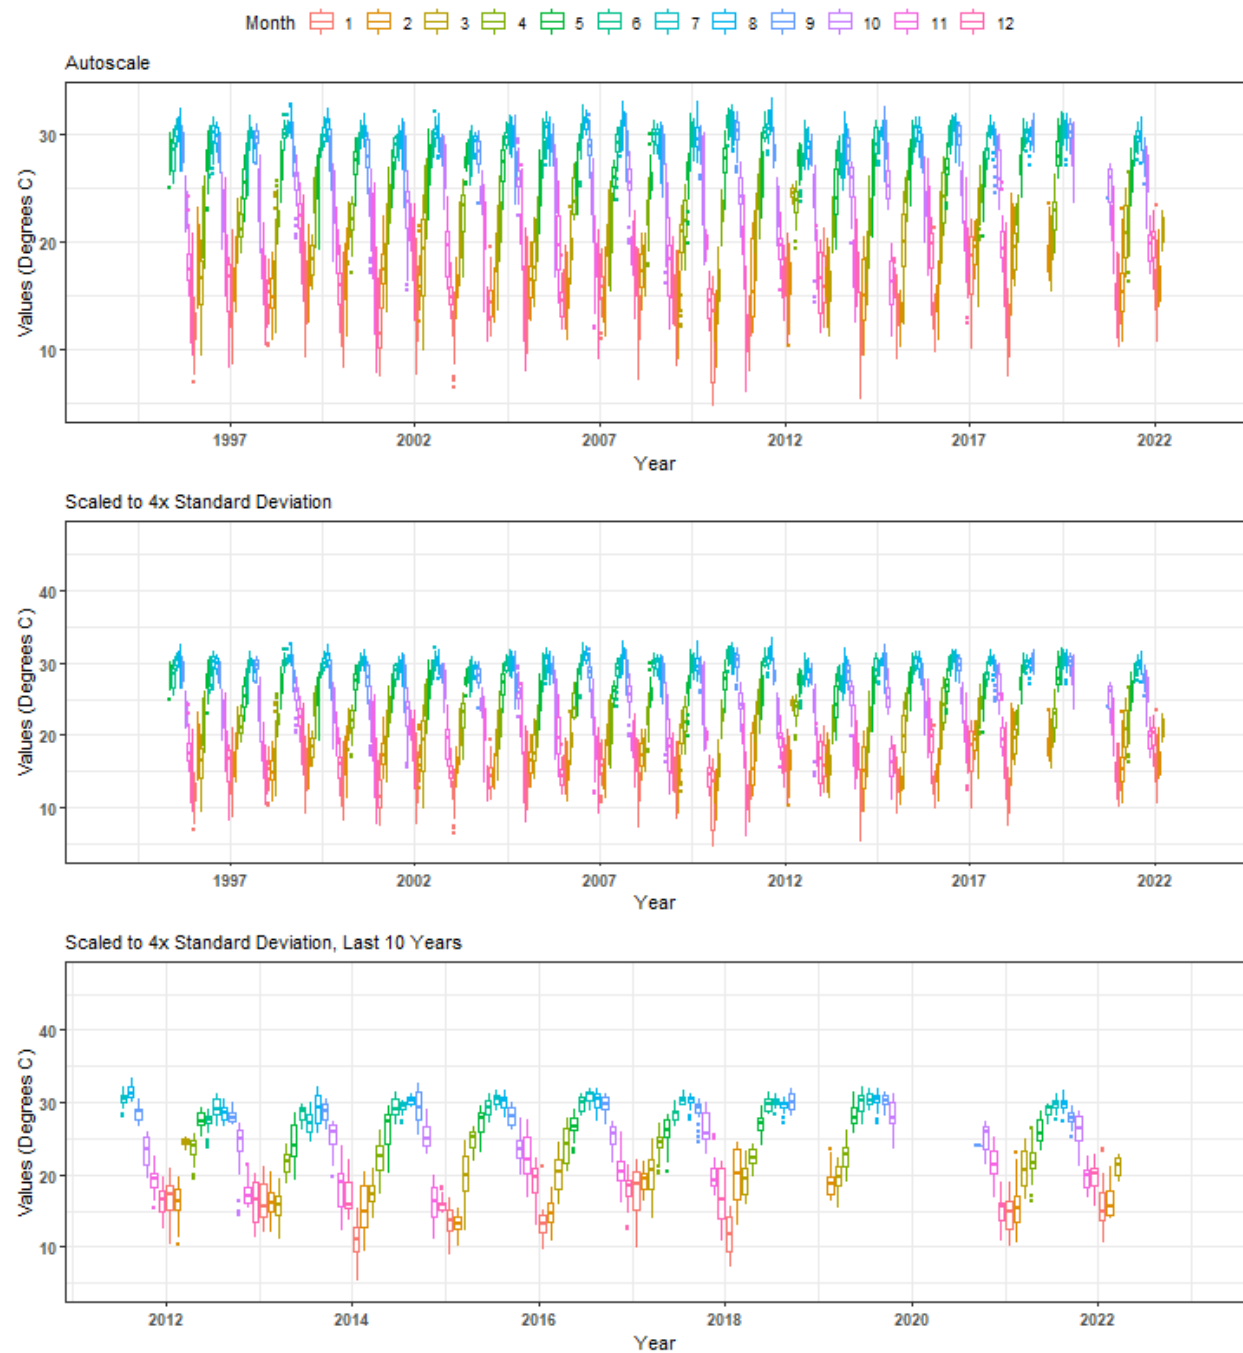 Month 1 2 3 4 5 6 7 8 9 10 11 12
Autoscale
Values (Degrees C)
30
20
10
1997 2002 2007 2012 2017 2022
Year
Scaled to 4x Standard Deviation
Values (Degrees C)
40
30
20
10
1997 2002 2007 2012 2017 2022
Year
Scaled to 4x Standard Deviation, Last 10 Years
Values (Degrees C)
40
30
20
10
2012 2014 2016 2018 2020 2022
Year